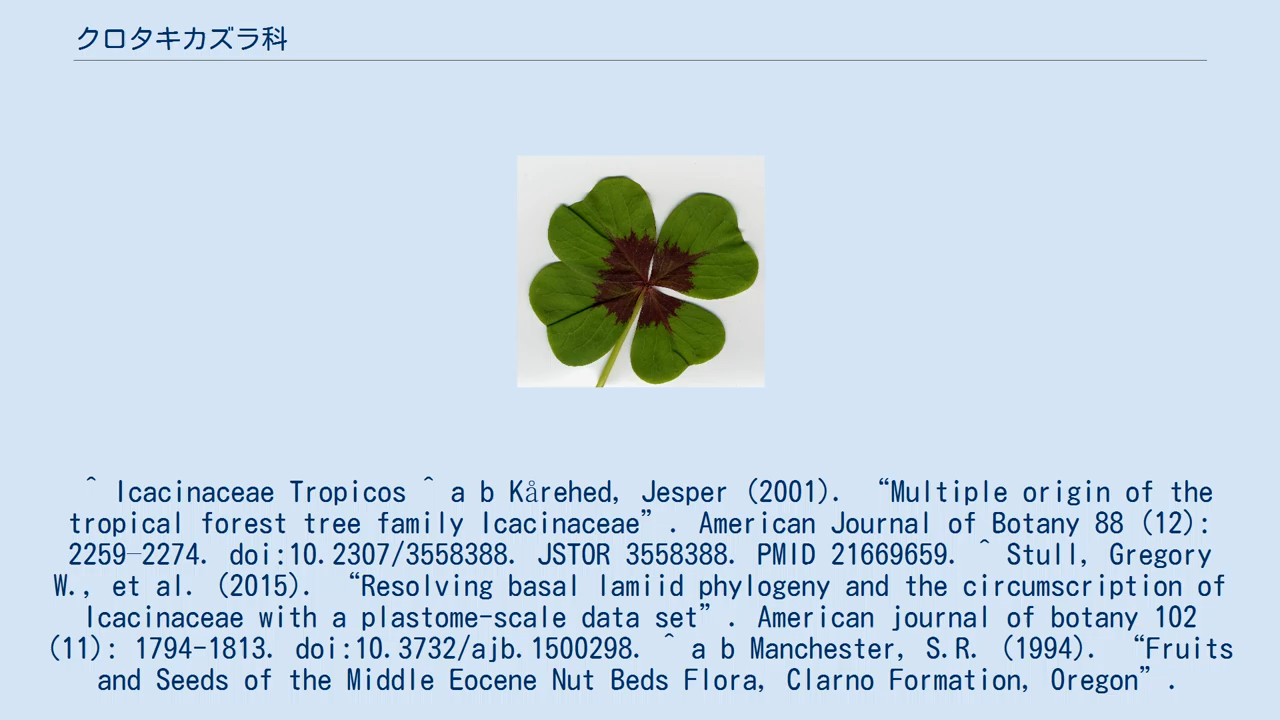 クロタキカズラ科
^ Icacinaceae Tropicos ^ a b Kårehed, Jesper (2001). “Multiple origin of the
tropical forest tree family Icacinaceae”. American Journal of Botany 88 (12):
2259–2274. doi:10.2307/3558388. JSTOR 3558388. PMID 21669659. ^ Stull, Gregory
W., et al. (2015). “Resolving basal lamiid phylogeny and the circumscription of
Icacinaceae with a plastome-scale data set”. American journal of botany 102
(11): 1794-1813. doi:10.3732/ajb.1500298. ^ a b Manchester, S.R. (1994). “Fruits
and Seeds of the Middle Eocene Nut Beds Flora, Clarno Formation, Oregon”.